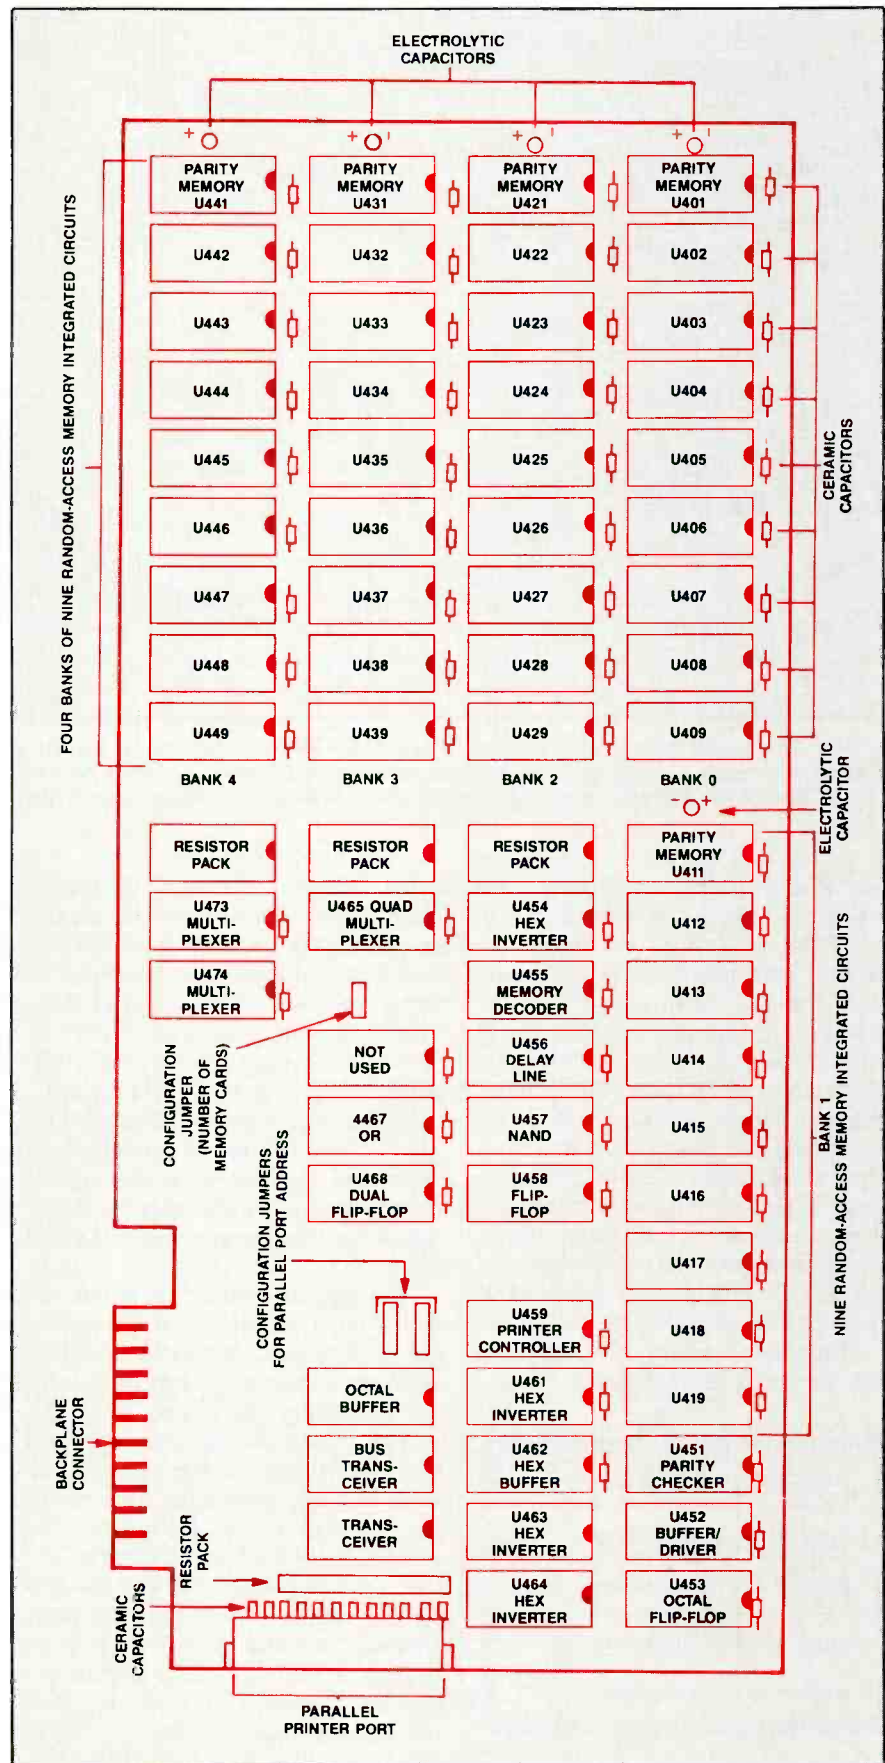 ELECTROLYTIC
CAPACITORS
+
+ -
+ -
+ -
PARITY
MEMORY
U441
PARITY
MEMORY
U431
PARITY
MEMORY
U421
PARITY
MEMORY
U401
U442
U432
U422
U402
U443
U433
U423
U403
U444
U434
U424
U404
U445
U435
U425
U405
U446
U436
U426
U406
U447
U437
U427
U407
U448
U438
U428
U408
U449
U439
U429
U409
FOUR BANKS OF NINE RANDOM-ACCESS MEMORY INTEGRATED CIRCUITS
CERAMIC
CAPACITORS
BANK 4
BANK 3
BANK 2
BANK 0
- +
ELECTROLYTIC
CAPACITOR
RESISTOR
PACK
RESISTOR
PACK
RESISTOR
PACK
PARITY
MEMORY
U411
U473
MULTI-
PLEXER
U465 QUAD
MULTI-
PLEXER
U454
HEX
INVERTER
U412
U474
MULTI-
PLEXER
U455
MEMORY
DECODER
U413
CONFIGURATION
JUMPER
(NUMBER OF
MEMORY CARDS)
NOT
USED
U456
DELAY
LINE
U414
4467
OR
U457
NAND
U415
U468
DUAL
FLIP-FLOP
U458
FLIP-
FLOP
U416
BANK 1
NINE RANDOM-ACCESS MEMORY INTEGRATED CIRCUITS
U417
CONFIGURATION JUMPERS
FOR PARALLEL PORT ADDRESS
U459
PRINTER
CONTROLLER
U418
OCTAL
BUFFER
U461
HEX
INVERTER
U419
BACKPLANE
CONNECTOR
BUS
TRANS-
CEIVER
U462
HEX
BUFFER
U451
PARITY
CHECKER
TRANS-
CEIVER
U463
HEX
INVERTER
U452
BUFFER/
DRIVER
RESISTOR
PACK
U464
HEX
INVERTER
U453
OCTAL
FLIP-FLOP
CERAMIC
CAPACITORS
PARALLEL
PRINTER PORT